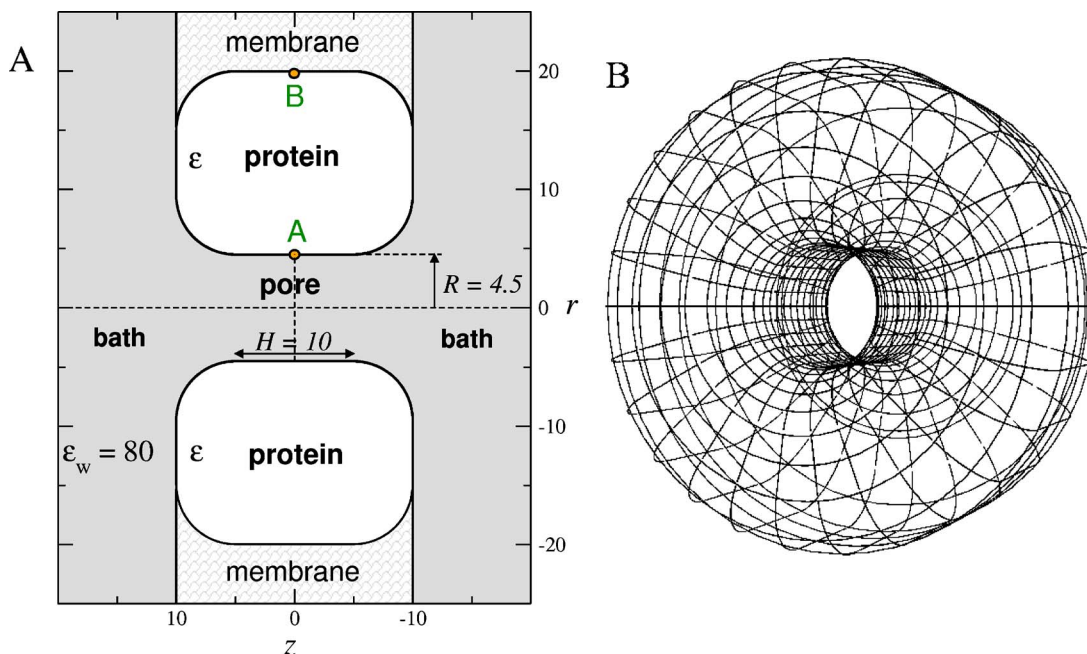 A
B
membrane
20
B
ε
protein
10
A
pore
R = 4.5
0
r
bath
bath
H = 10
-10
ε_w = 80
ε
protein
-20
membrane
10
0
-10
z